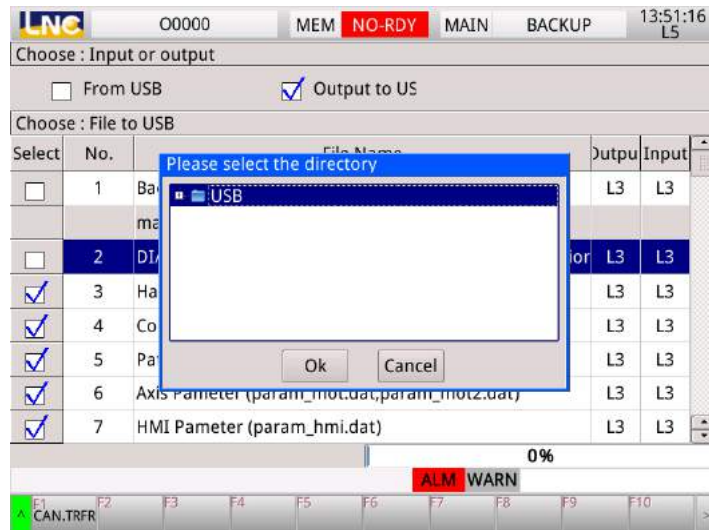 LNC O0000 MEM NO-RDY MAIN BACKUP 13:51:16
L5
Choose : Input or output
From USB Output to US
Choose : File to USB
Select No. File Name Outpu Input
Please select the directory
USB
1 Ba L3 L3
ma
2 DI ior L3 L3
3 Ha L3 L3
4 Co L3 L3
5 Pa L3 L3
Ok Cancel
6 Axis Pameter (param_mot.dat,param_mot2.dat) L3 L3
7 HMI Pameter (param_hmi.dat) L3 L3
0%
ALM WARN
F1 F2 F3 F4 F5 F6 F7 F8 F9 F10
^ CAN.TRFR >